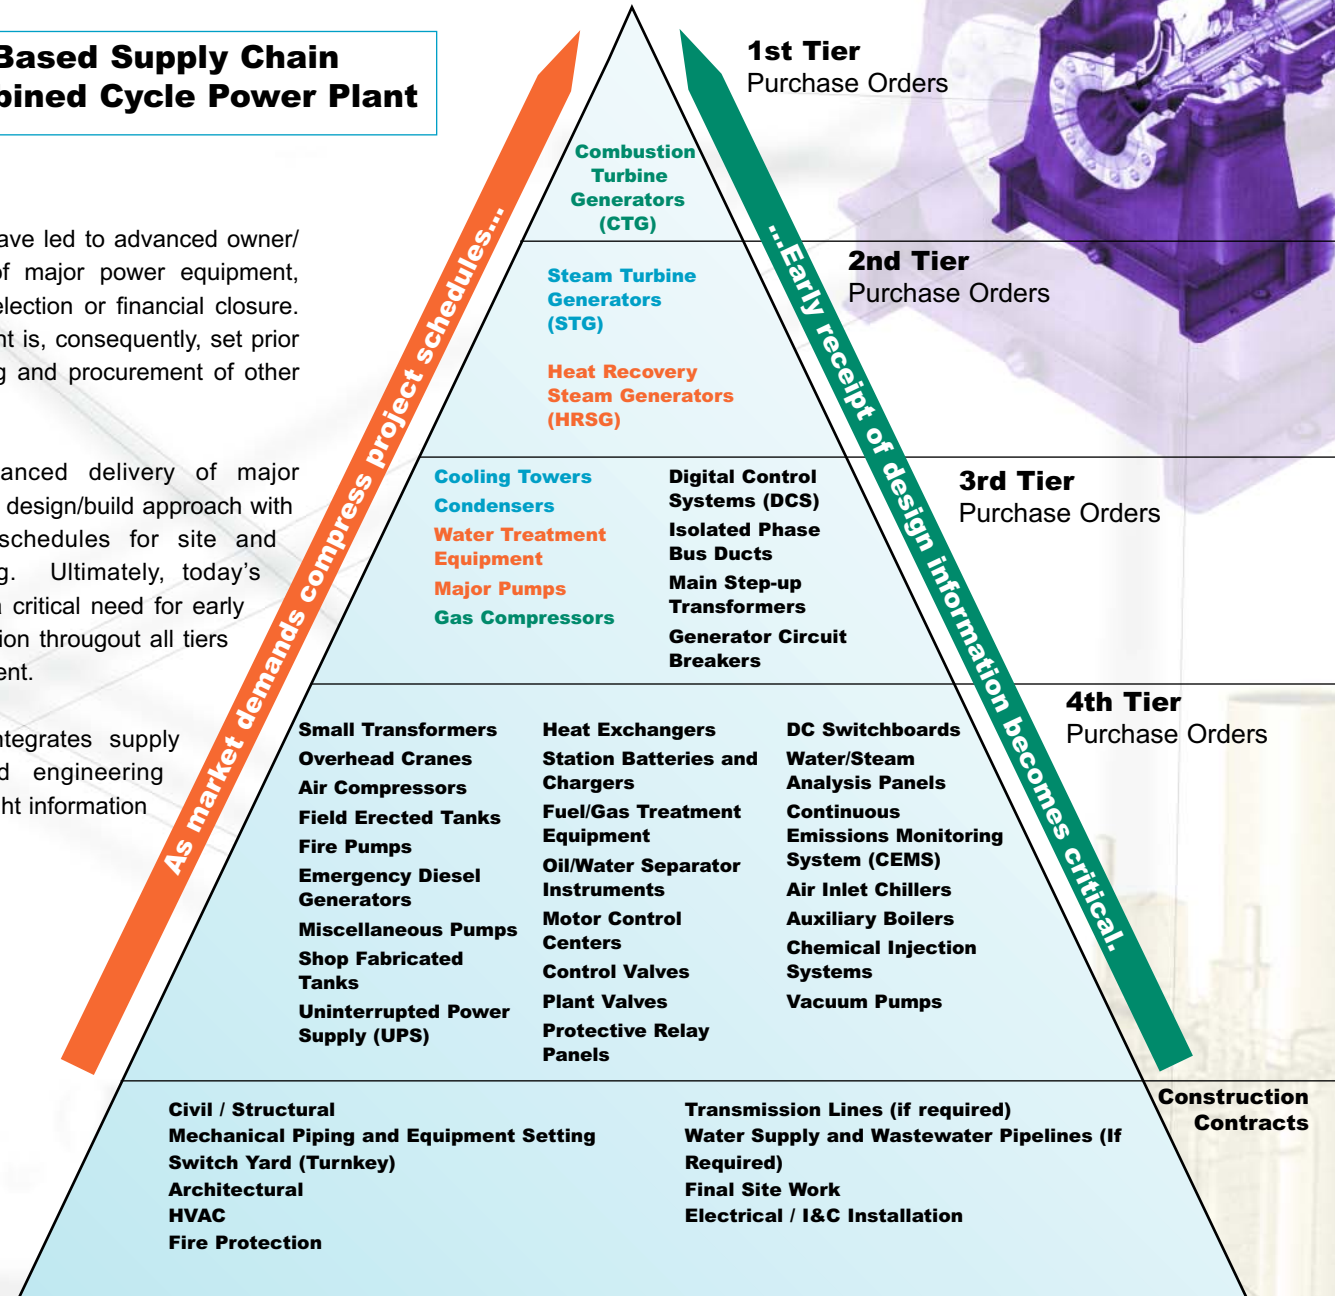 Based Supply Chain
bined Cycle Power Plant
ave led to advanced owner/
of major power equipment,
election or financial closure.
nt is, consequently, set prior
g and procurement of other
anced delivery of major
design/build approach with
schedules for site and
g. Ultimately, today's
a critical need for early
ion througout all tiers
ent.
ntegrates supply
d engineering
ht information
As market demands compress project schedules...
...Early receipt of design information becomes critical.
1st Tier
Purchase Orders
Combustion
Turbine
Generators
(CTG)
2nd Tier
Purchase Orders
Steam Turbine
Generators
(STG)
Heat Recovery
Steam Generators
(HRSG)
3rd Tier
Purchase Orders
Cooling Towers
Condensers
Water Treatment
Equipment
Major Pumps
Gas Compressors
Digital Control
Systems (DCS)
Isolated Phase
Bus Ducts
Main Step-up
Transformers
Generator Circuit
Breakers
4th Tier
Purchase Orders
Small Transformers
Overhead Cranes
Air Compressors
Field Erected Tanks
Fire Pumps
Emergency Diesel
Generators
Miscellaneous Pumps
Shop Fabricated
Tanks
Uninterrupted Power
Supply (UPS)
Heat Exchangers
Station Batteries and
Chargers
Fuel/Gas Treatment
Equipment
Oil/Water Separator
Instruments
Motor Control
Centers
Control Valves
Plant Valves
Protective Relay
Panels
DC Switchboards
Water/Steam
Analysis Panels
Continuous
Emissions Monitoring
System (CEMS)
Air Inlet Chillers
Auxiliary Boilers
Chemical Injection
Systems
Vacuum Pumps
Construction
Contracts
Civil / Structural
Mechanical Piping and Equipment Setting
Switch Yard (Turnkey)
Architectural
HVAC
Fire Protection
Transmission Lines (if required)
Water Supply and Wastewater Pipelines (If
Required)
Final Site Work
Electrical / I&C Installation